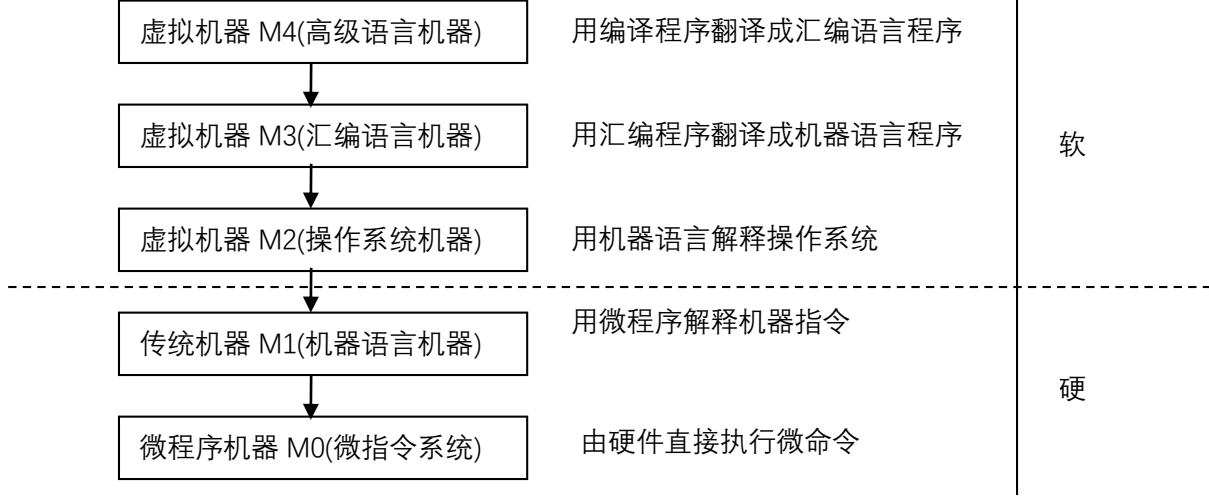 虚拟机器 M4(高级语言机器)
用编译程序翻译成汇编语言程序
虚拟机器 M3(汇编语言机器)
用汇编程序翻译成机器语言程序
软
虚拟机器 M2(操作系统机器)
用机器语言解释操作系统
传统机器 M1(机器语言机器)
用微程序解释机器指令
硬
微程序机器 M0(微指令系统)
由硬件直接执行微命令